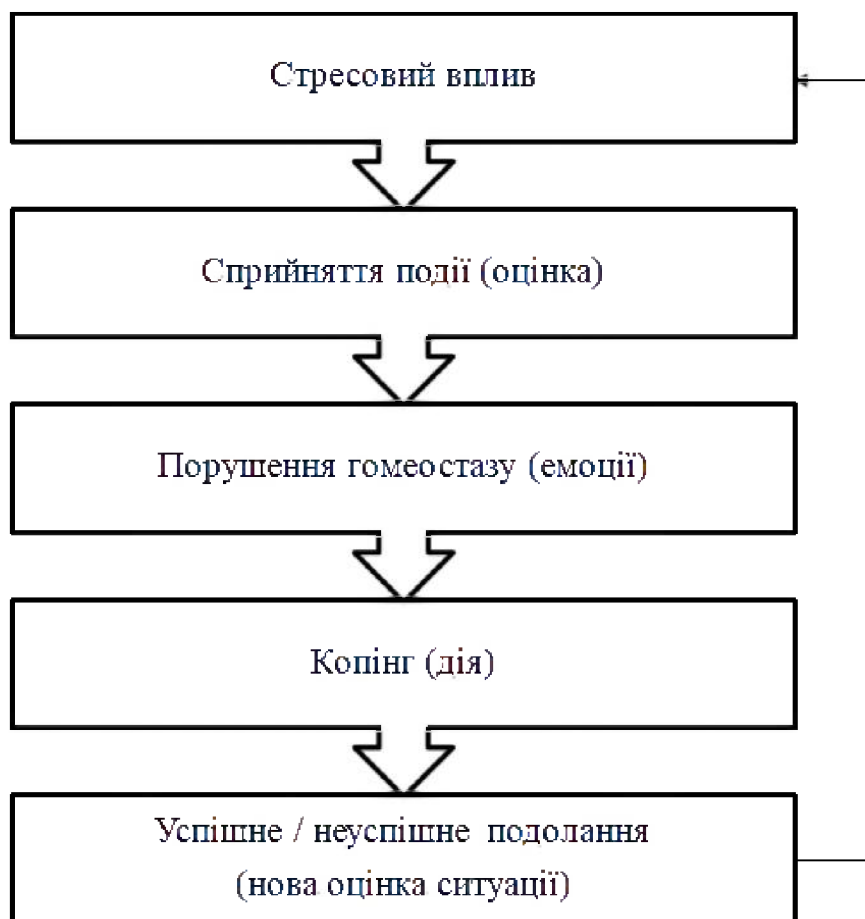 Стресовий вплив
Сприйняття події (оцінка)
Порушення гомеостазу (емоції)
Копінг (дія)
Успішне / неуспішне подолання
(нова оцінка ситуації)